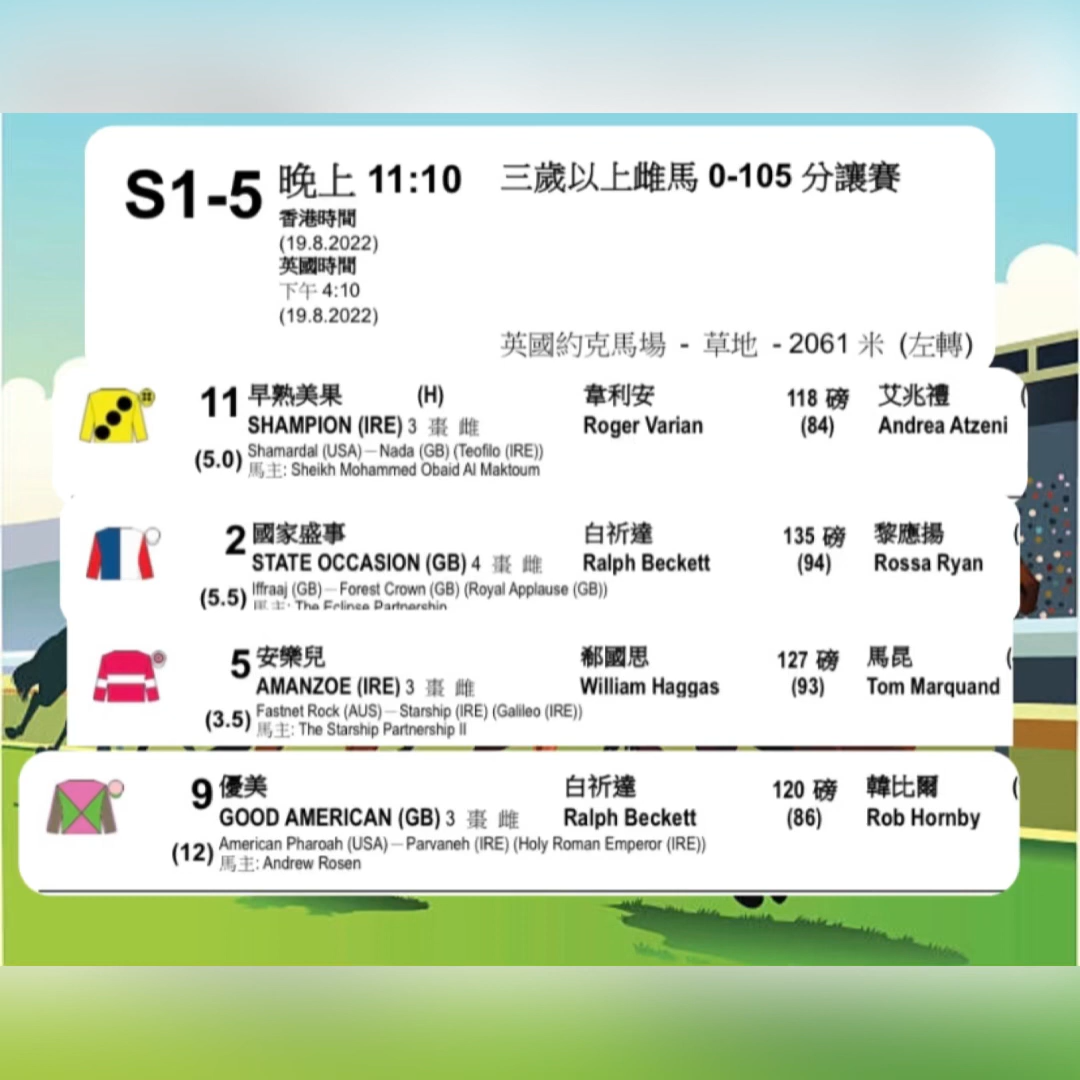 S1-5 晚上 11:10 三歲以上雌馬 0-105 分讓賽
香港時間
(19.8.2022)
英國時間
下午 4:10
(19.8.2022)
英國約克馬場 - 草地 - 2061 米 (左轉)
11 早熟美果 (H) 韋利安 118 磅 艾兆禮 (
SHAMPION (IRE) 3 棗 雌 Roger Varian (84) Andrea Atzeni
(5.0) Shamardal (USA)－Nada (GB) (Teofilo (IRE))
馬主: Sheikh Mohammed Obaid Al Maktoum
2 國家盛事 白祈達 135 磅 黎應揚 (
STATE OCCASION (GB) 4 棗 雌 Ralph Beckett (94) Rossa Ryan
(5.5) Iffraaj (GB)－Forest Crown (GB) (Royal Applause (GB))
馬主: The Eclipse Partnership
5 安樂兒 郗國思 127 磅 馬昆 (
AMANZOE (IRE) 3 棗 雌 William Haggas (93) Tom Marquand
(3.5) Fastnet Rock (AUS)－Starship (IRE) (Galileo (IRE))
馬主: The Starship Partnership II
9 優美 白祈達 120 磅 韓比爾 (
GOOD AMERICAN (GB) 3 棗 雌 Ralph Beckett (86) Rob Hornby
(12) American Pharoah (USA)－Parvaneh (IRE) (Holy Roman Emperor (IRE))
馬主: Andrew Rosen